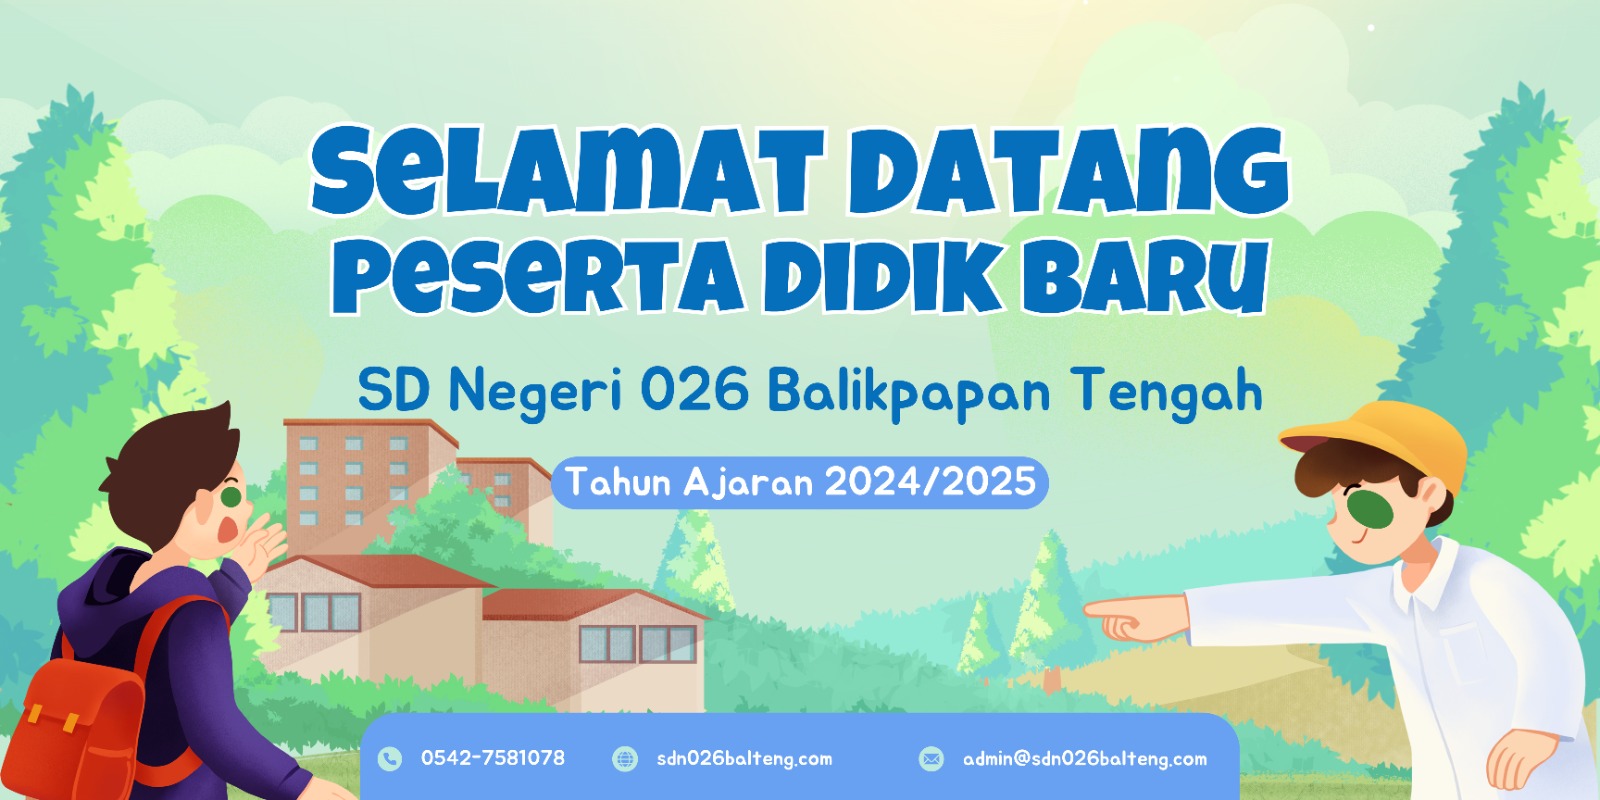 SELAMAT DATANG
PESERTA DIDIK BARU
SD Negeri 026 Balikpapan Tengah
Tahun Ajaran 2024/2025
0542-7581078 sdn026balteng.com admin@sdn026balteng.com